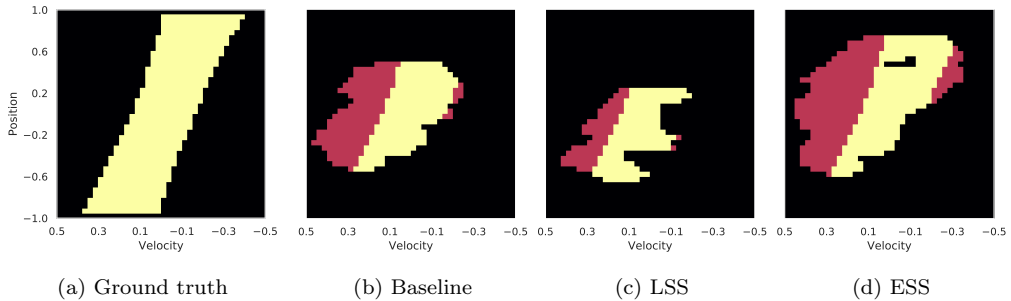 1.0
0.6
0.2
−0.2
−0.6
−1.0
Position
0.5 0.3 0.1 −0.1 −0.3 −0.5
Velocity
0.5 0.3 0.1 −0.1 −0.3 −0.5
Velocity
0.5 0.3 0.1 −0.1 −0.3 −0.5
Velocity
0.5 0.3 0.1 −0.1 −0.3 −0.5
Velocity
(a) Ground truth
(b) Baseline
(c) LSS
(d) ESS